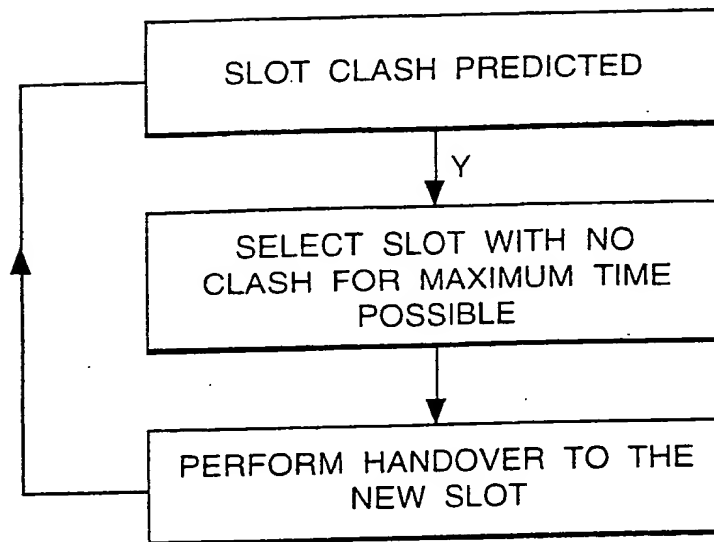 SLOT CLASH PREDICTED
Y
SELECT SLOT WITH NO
CLASH FOR MAXIMUM TIME
POSSIBLE
PERFORM HANDOVER TO THE
NEW SLOT